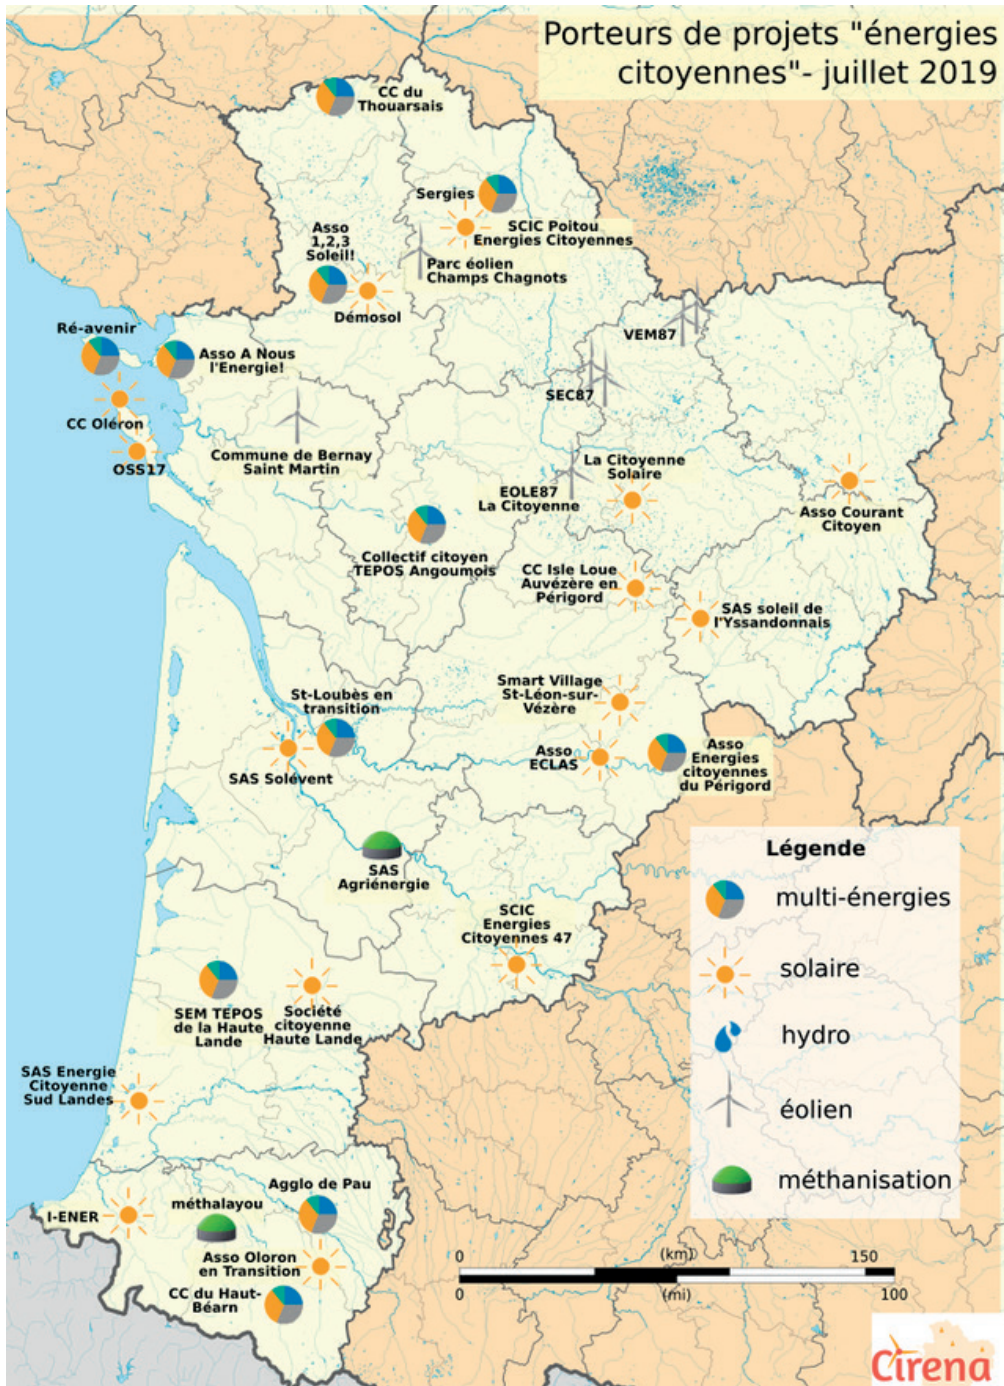 Porteurs de projets "énergies
citoyennes"- juillet 2019
CC du
Thouarsais
Sergies
SCIC Poitou
Energies Citoyennes
Asso
1,2,3
Soleil!
Parc éolien
Champs Chagnots
Démosol
VEM87
Ré-avenir
Asso A Nous
l'Energie!
SEC87
CC Oléron
OSS17
Commune de Bernay
Saint Martin
La Citoyenne
Solaire
EOLE87
La Citoyenne
Asso Courant
Citoyen
Collectif citoyen
TEPOS Angoumois
CC Isle Loue
Auvézère en
Périgord
SAS soleil de
l'Yssandonnais
Smart Village
St-Léon-sur-
Vézère
St-Loubès en
transition
SAS Solévent
Asso
ECLAS
Asso
Energies
citoyennes
du Périgord
SAS
Agriénergie
SCIC
Energies
Citoyennes 47
SEM TEPOS
de la Haute
Lande
Société
citoyenne
Haute Lande
SAS Energie
Citoyenne
Sud Landes
I-ENER
méthalayou
Agglo de Pau
Asso Oloron
en Transition
CC du Haut-
Béarn
Légende
multi-énergies
solaire
hydro
éolien
méthanisation
0 (km) 150
0 (mi) 100
Cirena